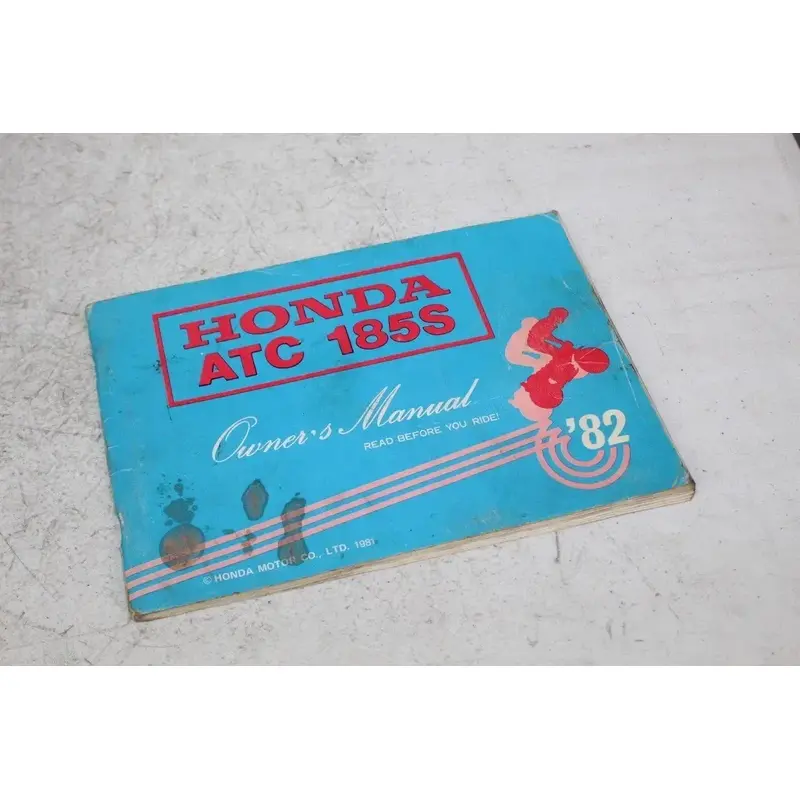 HONDA
ATC 185S
Owner's Manual
READ BEFORE YOU RIDE!
'82
© HONDA MOTOR CO., LTD. 1981